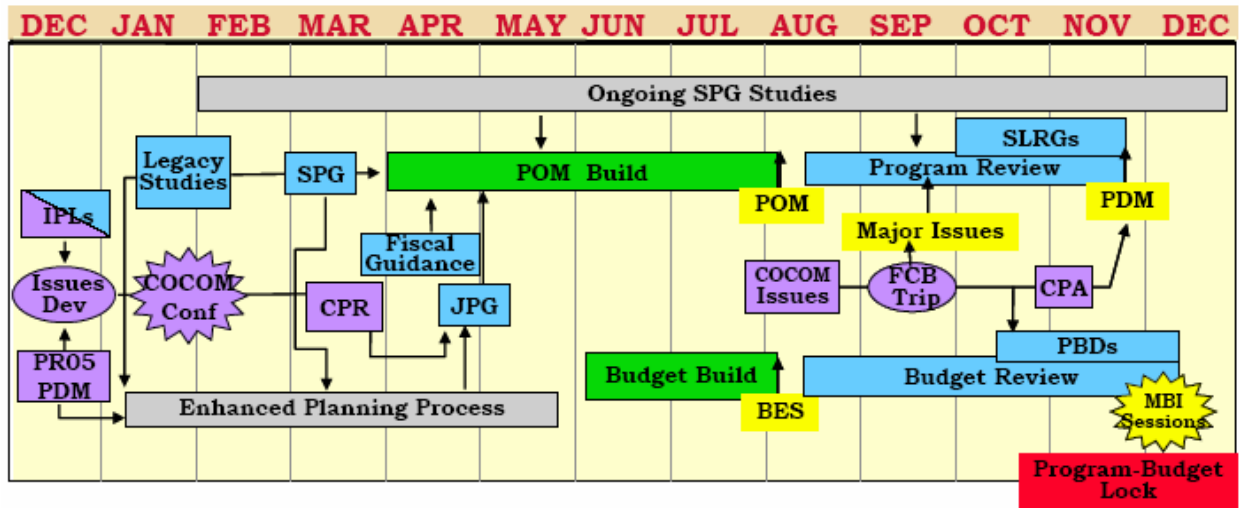 DEC JAN FEB MAR APR MAY JUN JUL AUG SEP OCT NOV DEC
Ongoing SPG Studies
SLRGs
Legacy
Studies
SPG
POM Build
Program Review
IPLs
POM
PDM
Major Issues
Fiscal
Guidance
Issues
Dev
COCOM
Conf
CPR
JPG
COCOM
Issues
FCB
Trip
CPA
PR05
PDM
PBDs
Budget Build
Budget Review
Enhanced Planning Process
BES
MBI
Sessions
Program-Budget
Lock